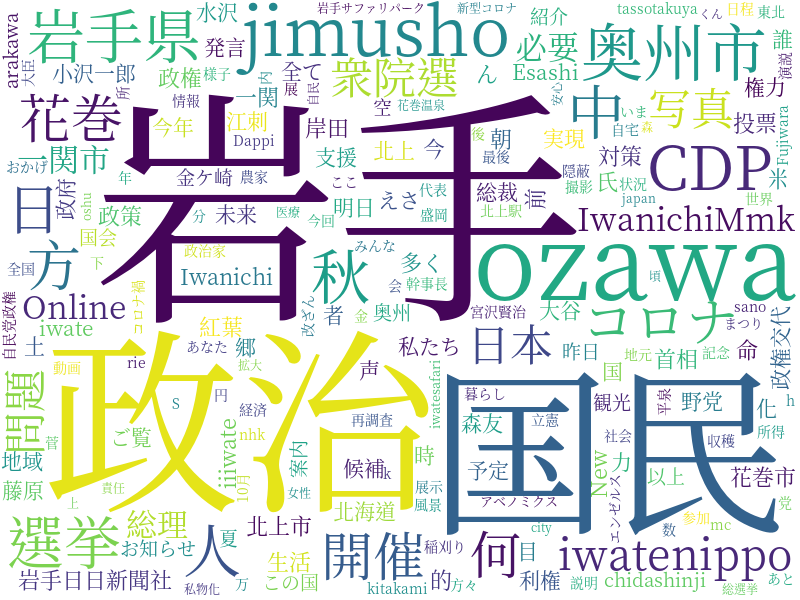 岩手サファリパーク
新型コロナ
tassotakuya
くん
日程
東北
arakawa
岩手県
水沢
jimusho
紹介
必要
奥州市
誰
演説
大臣
小沢一郎
発言
政権
様子
全て
内
衆院選
ん
Esashi
権力
所
情報
一関
展
自民
花巻温泉
安心
いま
花巻
今年
江刺
Dappi
空
岸田
朝
中
写真
投票
自宅
森
Fujiwara
実現
一関市
おかげ
農家
支援
北上
今
後
最後
対策
隠蔽
撮影
CDP
米
岩手
年
金ケ崎
ここ
えさ
総裁
前
氏
状況
政府
日
政策
oshu
分
未来
医療
今回
明日
代表
盛岡
北上駅
japan
世界
IwanichiMmk
方
国会
下
政治家
みんな
全国
Iwanichi
秋
多く
幹事長
ozawa
自民党政権
Online
コロナ禍
改ざん
会
宮沢賢治
奥州
金
者
大谷
コロナ
sano
まつり
iwate
あなた
紅葉
土
rie
郷
私たち
日本
昨日
首相
地元
記念
命
政権交代
動画
拡大
声
iwatesafari
国
h
問題
政治
国民
S
円
経済
再調査
暮らし
森友
立憲
観光
平泉
野党
化
菅
ご覧
nhk
候補
k
時
予定
社会
収穫
所得
地域
iiiwate
案内
展示
アベノミクス
New
力
以上
花巻市
藤原
上
責任
10月
女性
北海道
風景
エンゼルス
参加
党
選挙
総理
人
夏
北上市
開催
稲刈り
何
city
目
iwatenippo
数
mc
お知らせ
生活
岩手日日新聞社
私物化
万
この国
kitakami
的
方々
利権
説明
chidashinji
総選挙
あと
頃